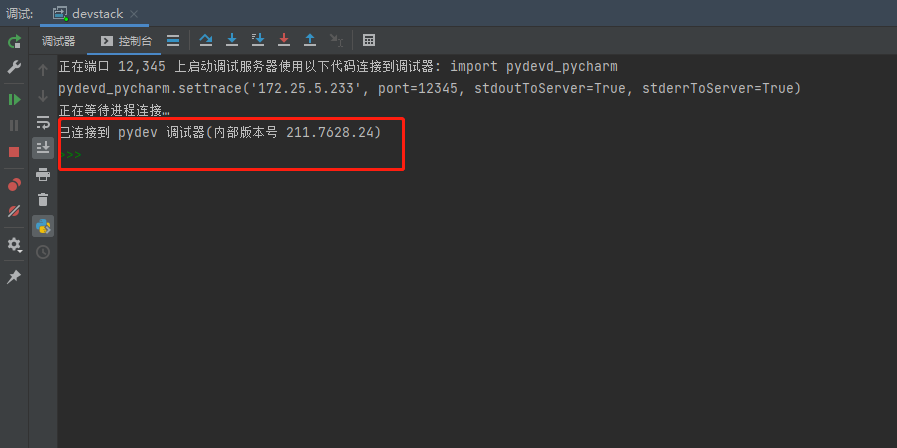 调试: devstack
调试器 控制台
正在端口 12,345 上启动调试服务器使用以下代码连接到调试器: import pydevd_pycharm
pydevd_pycharm.settrace('172.25.5.233', port=12345, stdoutToServer=True, stderrToServer=True)
正在等待进程连接…
已连接到 pydev 调试器(内部版本号 211.7628.24)
>>>